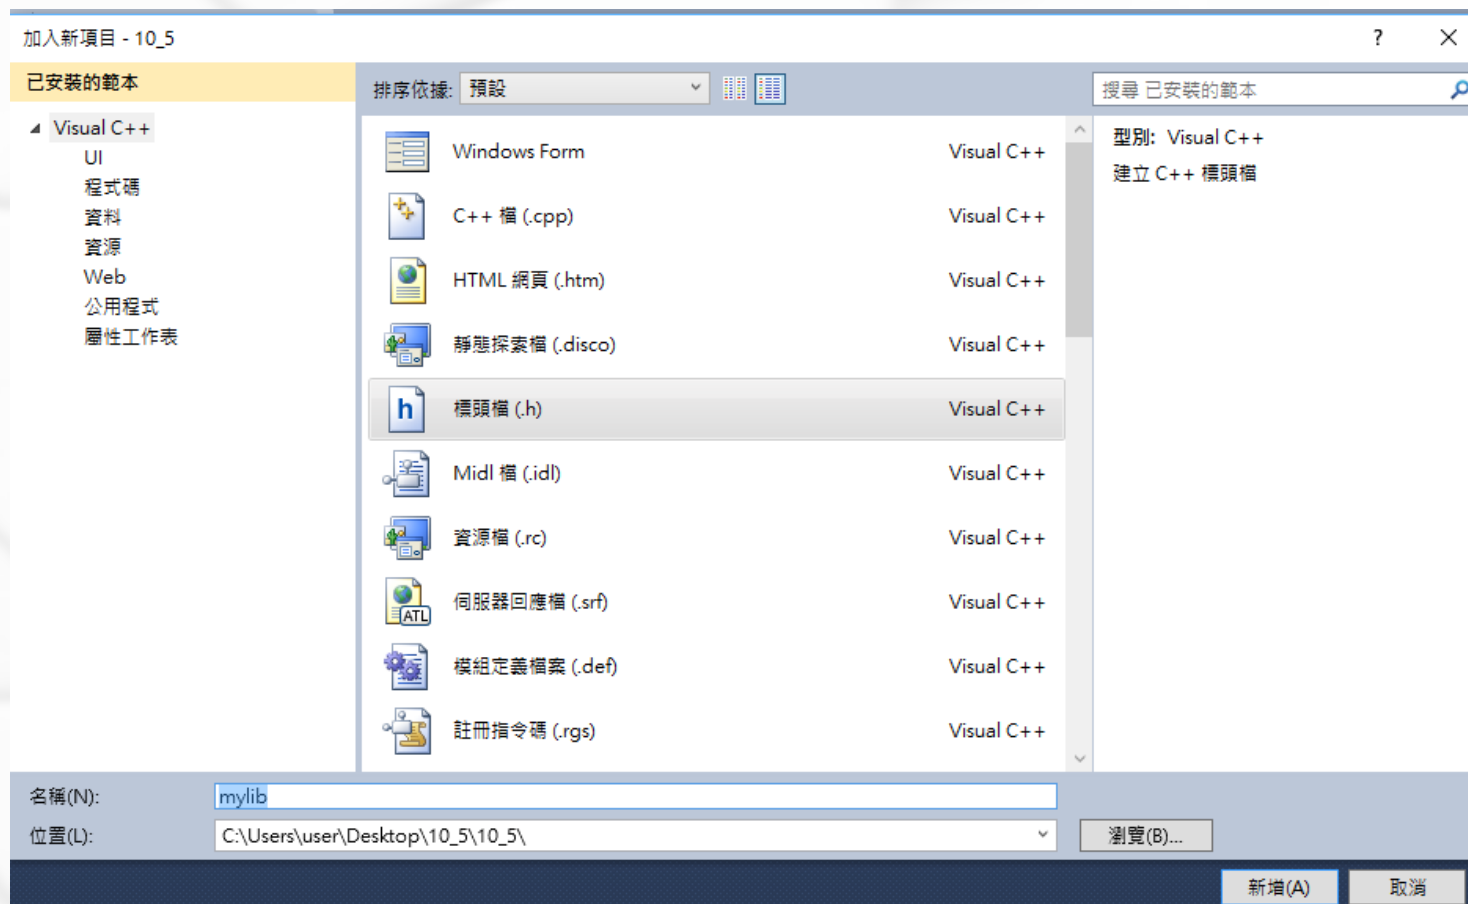 加入新項目 - 10_5
?
已安裝的範本
排序依據: 預設
搜尋 已安裝的範本
Visual C++
UI
程式碼
資料
資源
Web
公用程式
屬性工作表
Windows Form Visual C++
C++ 檔 (.cpp) Visual C++
HTML 網頁 (.htm) Visual C++
靜態探索檔 (.disco) Visual C++
h 標頭檔 (.h) Visual C++
Midl 檔 (.idl) Visual C++
資源檔 (.rc) Visual C++
ATL 伺服器回應檔 (.srf) Visual C++
模組定義檔案 (.def) Visual C++
註冊指令碼 (.rgs) Visual C++
型別: Visual C++
建立 C++ 標頭檔
名稱(N): mylib
位置(L): C:\Users\user\Desktop\10_5\10_5\
瀏覽(B)...
新增(A) 取消